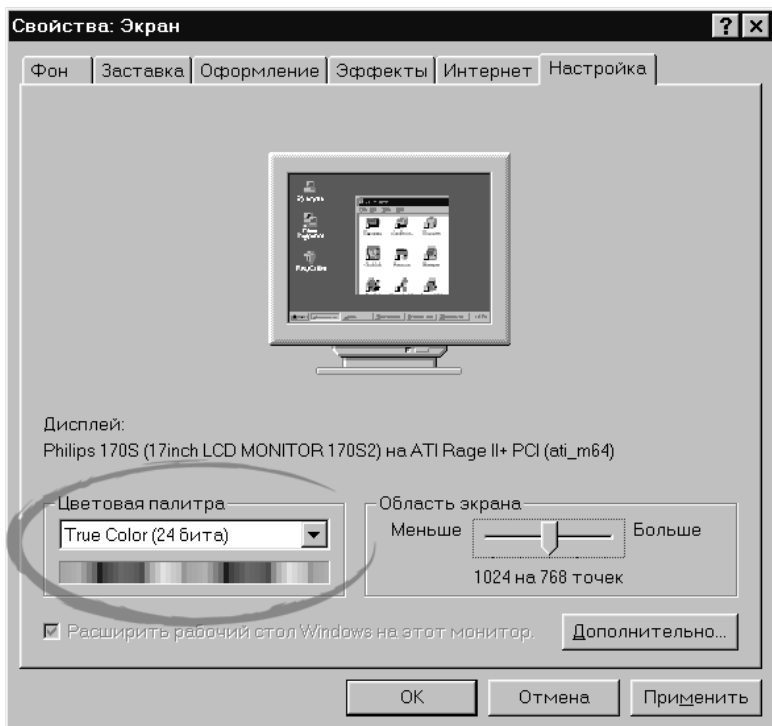 Свойства: Экран
Фон Заставка Оформление Эффекты Интернет Настройка
Дисплей:
Philips 170S (17inch LCD MONITOR 170S2) на ATI Rage II+ PCI (ati_m64)
Цветовая палитра
True Color (24 бита)
Область экрана
Меньше Больше
1024 на 768 точек
Расширить рабочий стол Windows на этот монитор.
Дополнительно...
OK Отмена Применить